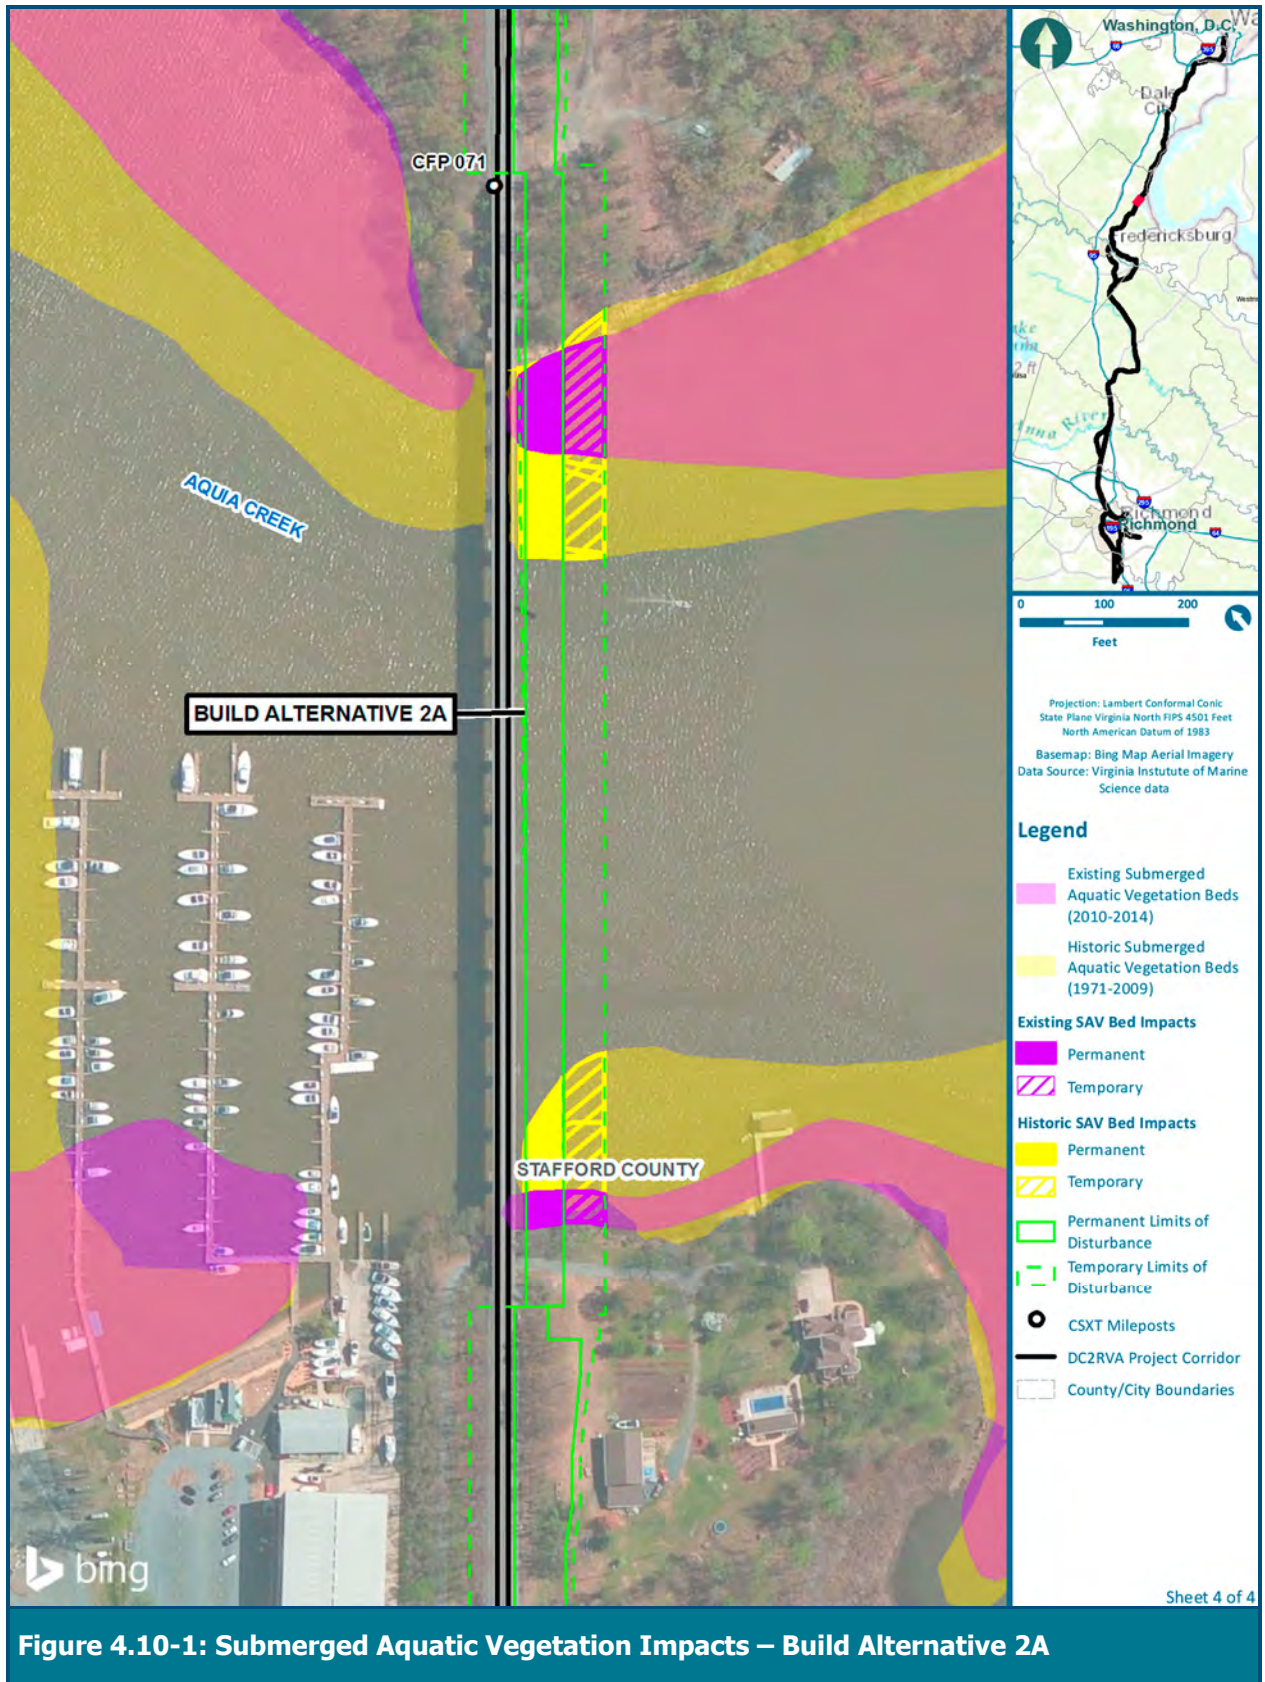 CFP 071
AQUIA CREEK
BUILD ALTERNATIVE 2A
STAFFORD COUNTY
bing
Washington, D.C.
Dale
City
Fredericksburg
Anna River
Richmond
Richmond
0 100 200
Feet
Projection: Lambert Conformal Conic
State Plane Virginia North FIPS 4501 Feet
North American Datum of 1983
Basemap: Bing Map Aerial Imagery
Data Source: Virginia Instutute of Marine
Science data
Legend
Existing Submerged
Aquatic Vegetation Beds
(2010-2014)
Historic Submerged
Aquatic Vegetation Beds
(1971-2009)
Existing SAV Bed Impacts
Permanent
Temporary
Historic SAV Bed Impacts
Permanent
Temporary
Permanent Limits of
Disturbance
Temporary Limits of
Disturbance
CSXT Mileposts
DC2RVA Project Corridor
County/City Boundaries
Sheet 4 of 4
Figure 4.10-1: Submerged Aquatic Vegetation Impacts – Build Alternative 2A